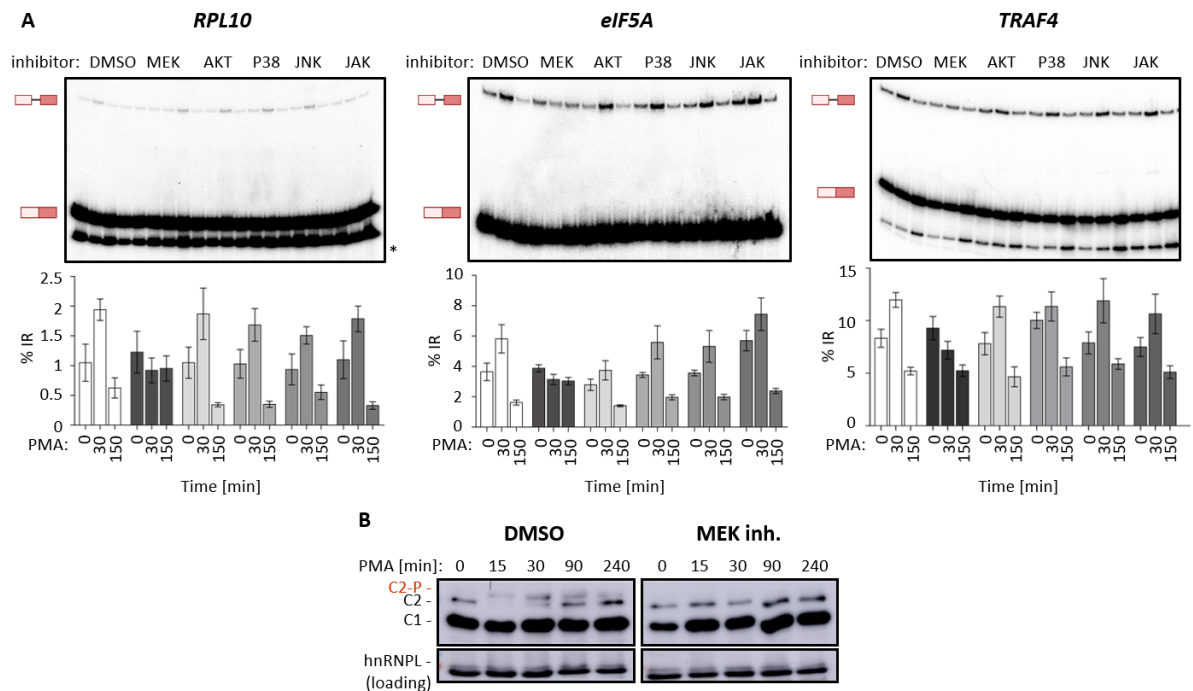 A
RPL10 eIF5A TRAF4
inhibitor: DMSO MEK AKT P38 JNK JAK
inhibitor: DMSO MEK AKT P38 JNK JAK
inhibitor: DMSO MEK AKT P38 JNK JAK
*
% IR
2.5
2
1.5
1
0.5
0
PMA: 0 30 150 0 30 150 0 30 150 0 30 150 0 30 150 0 30 150
Time [min]
% IR
10
8
6
4
2
0
PMA: 0 30 150 0 30 150 0 30 150 0 30 150 0 30 150 0 30 150
Time [min]
% IR
15
10
5
0
PMA: 0 30 150 0 30 150 0 30 150 0 30 150 0 30 150 0 30 150
Time [min]
B
DMSO MEK inh.
PMA [min]: 0 15 30 90 240 0 15 30 90 240
C2-P -
C2 -
C1 -
hnRNPL -
(loading)